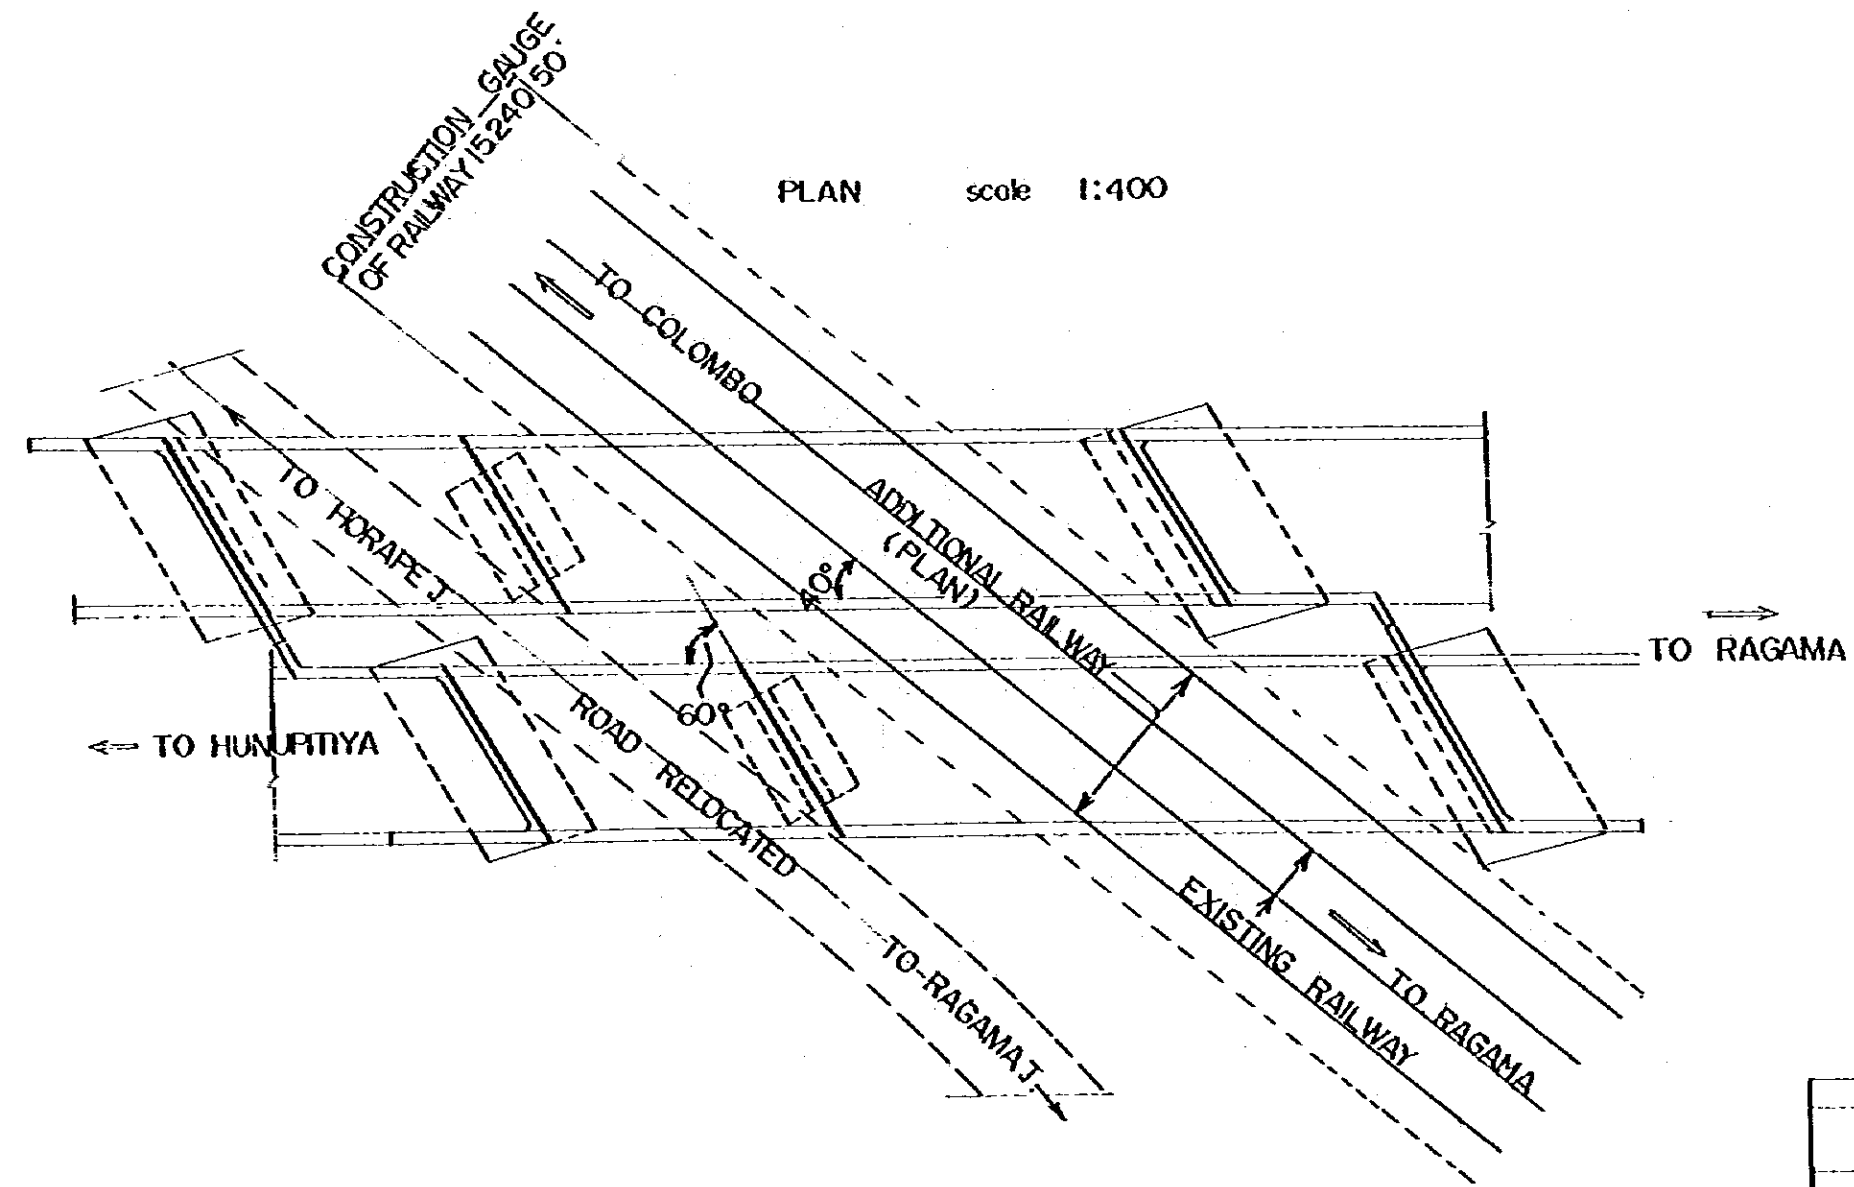 CONSTRUCTION GAUGE
OF RAILWAY 15240 50'
PLAN scale 1:400
TO COLOMBO
TO HORAPE J.
ADDITIONAL RAILWAY
(PLAN)
40°
TO RAGAMA
60°
TO HUNUPITIYA
ROAD RELOCATED
EXISTING RAILWAY
TO RAGAMA
TO RAGAMA J.